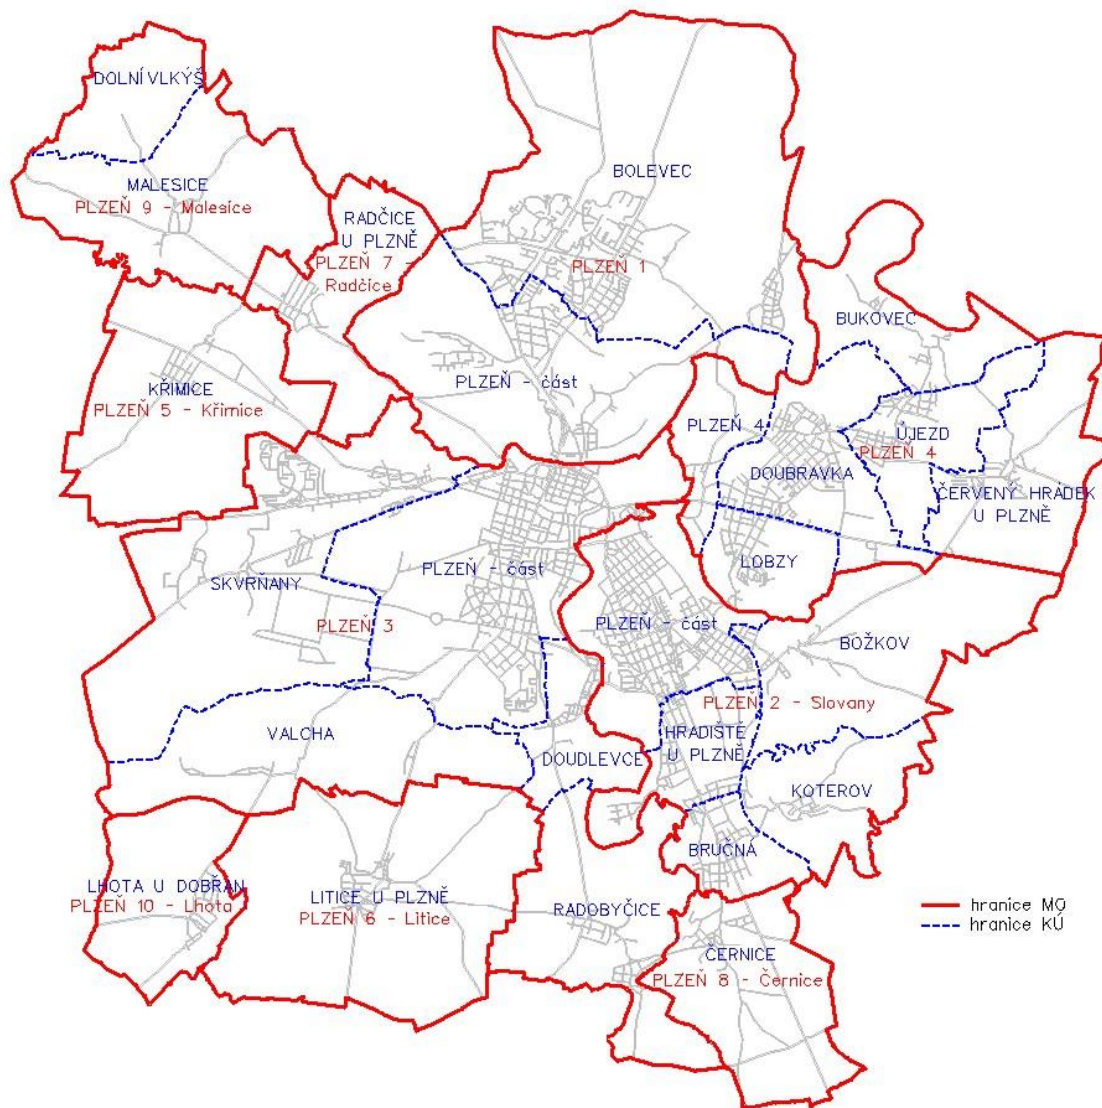 DOLNÍ VLKÝŠ
MALESICE
PLZEŇ 9 - Malesice
RADČICE
U PLZNĚ
PLZEŇ 7 -
Radčice
BOLEVEC
PLZEŇ 1
BUKOVEC
KŘIMICE
PLZEŇ 5 - Křimice
PLZEŇ - část
PLZEŇ 4
ÚJEZD
PLZEŇ 4
DOUBRAVKA
ČERVENÝ HRÁDEK
U PLZNĚ
LOBZY
SKVRŇANY
PLZEŇ - část
PLZEŇ 3
PLZEŇ - část
BOŽKOV
PLZEŇ 2 - Slovany
VALCHA
DOUDLEVCE
HRADIŠTĚ
U PLZNĚ
KOTEROV
BRUČNÁ
LHOTA U DOBŘAN
PLZEŇ 10 - Lhota
LITICE U PLZNĚ
PLZEŇ 6 - Litice
RADOBYČICE
ČERNICE
PLZEŇ 8 - Černice
hranice MO
hranice KÚ